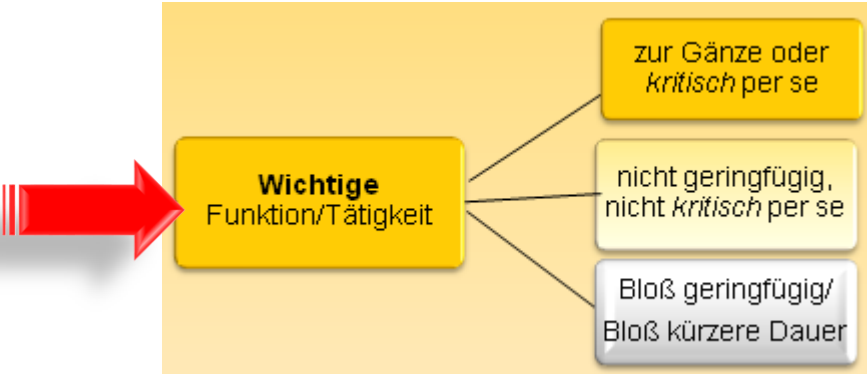 Wichtige
Funktion/Tätigkeit
zur Gänze oder
kritisch per se
nicht geringfügig,
nicht kritisch per se
Bloß geringfügig/
Bloß kürzere Dauer